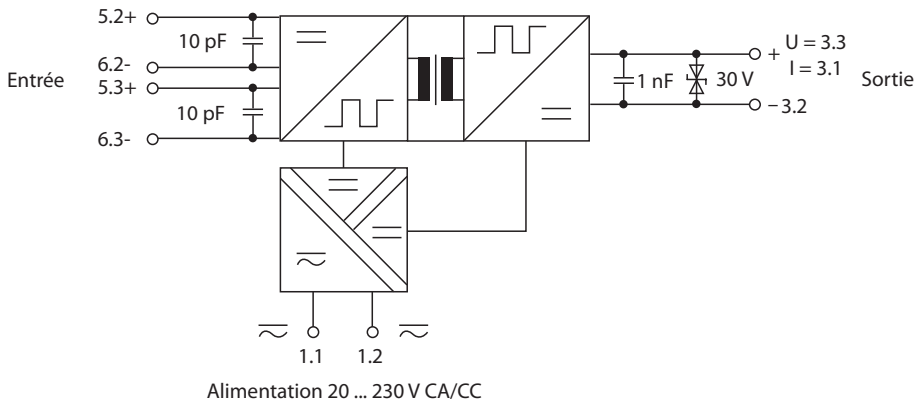 5.2+
10 pF
6.2-
5.3+
10 pF
6.3-
Entrée
+ U = 3.3
I = 3.1
1 nF
30 V
Sortie
− 3.2
1.1
1.2
Alimentation 20 ... 230 V CA/CC